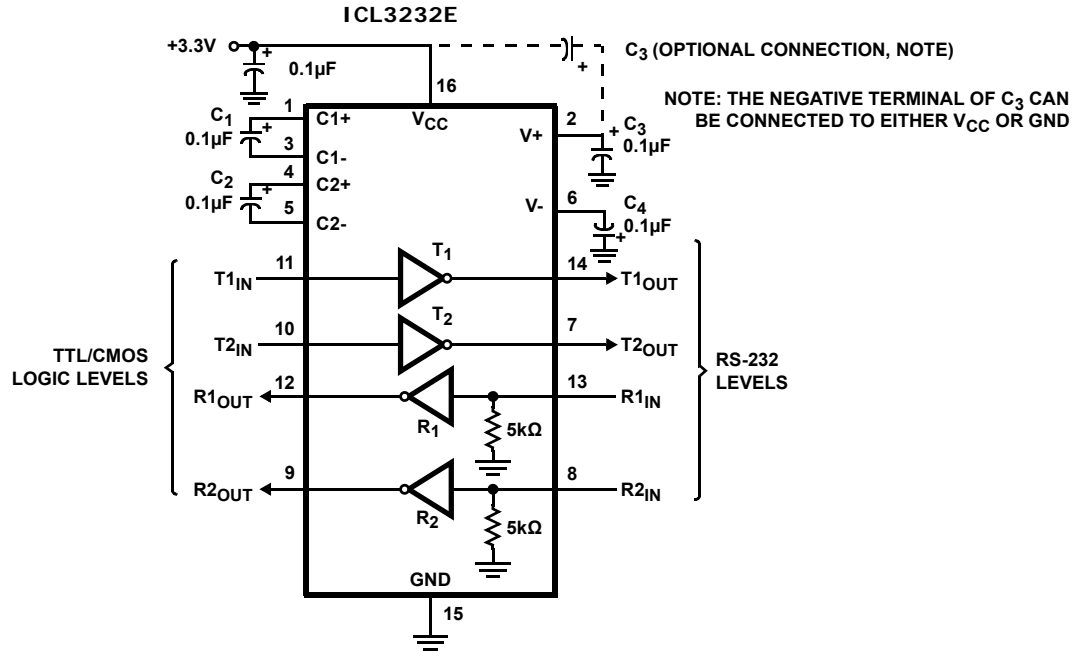 ICL3232E
+3.3V
+
0.1µF
16
+
C3 (OPTIONAL CONNECTION, NOTE)
NOTE: THE NEGATIVE TERMINAL OF C3 CAN
BE CONNECTED TO EITHER VCC OR GND
C1
0.1µF
+
1
C1+
VCC
3
C1-
C2
0.1µF
+
4
C2+
5
C2-
2
V+
+
C3
0.1µF
6
V-
C4
0.1µF
+
T1
T1IN
11
14
T1OUT
T2
T2IN
10
7
T2OUT
TTL/CMOS
LOGIC LEVELS
RS-232
LEVELS
R1OUT
12
13
R1IN
R1
5kΩ
R2OUT
9
8
R2IN
R2
5kΩ
GND
15